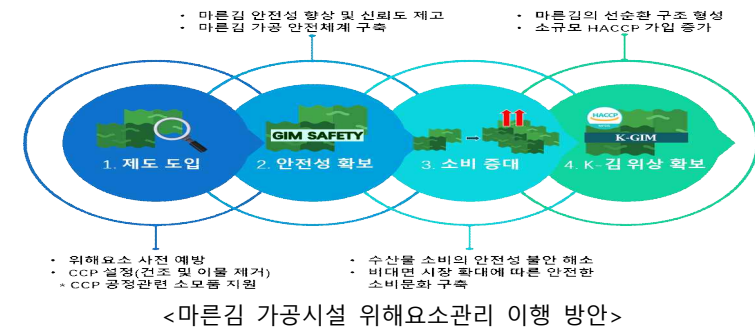 • 마른김 안전성 향상 및 신뢰도 제고
• 마른김 가공 안전체계 구축
• 마른김의 선순환 구조 형성
• 소규모 HACCP 가입 증가
1. 제도 도입
GIM SAFETY
2. 안전성 확보
3. 소비 증대
HACCP
K-GIM
4. K-김 위상 확보
• 위해요소 사전 예방
• CCP 설정(건조 및 이물 제거)
* CCP 공정관련 소모품 지원
• 수산물 소비의 안전성 불안 해소
• 비대면 시장 확대에 따른 안전한
소비문화 구축
<마른김 가공시설 위해요소관리 이행 방안>